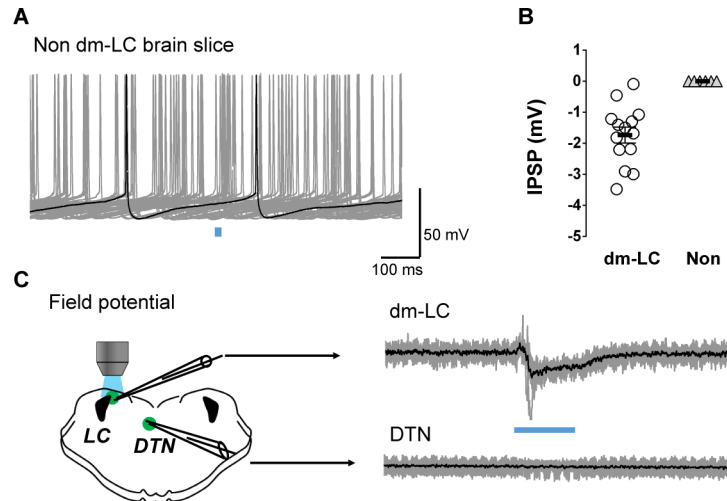 A
Non dm-LC brain slice
50 mV
100 ms
B
IPSP (mV)
1
0
-1
-2
-3
-4
-5
dm-LC
Non
C
Field potential
LC
DTN
dm-LC
DTN